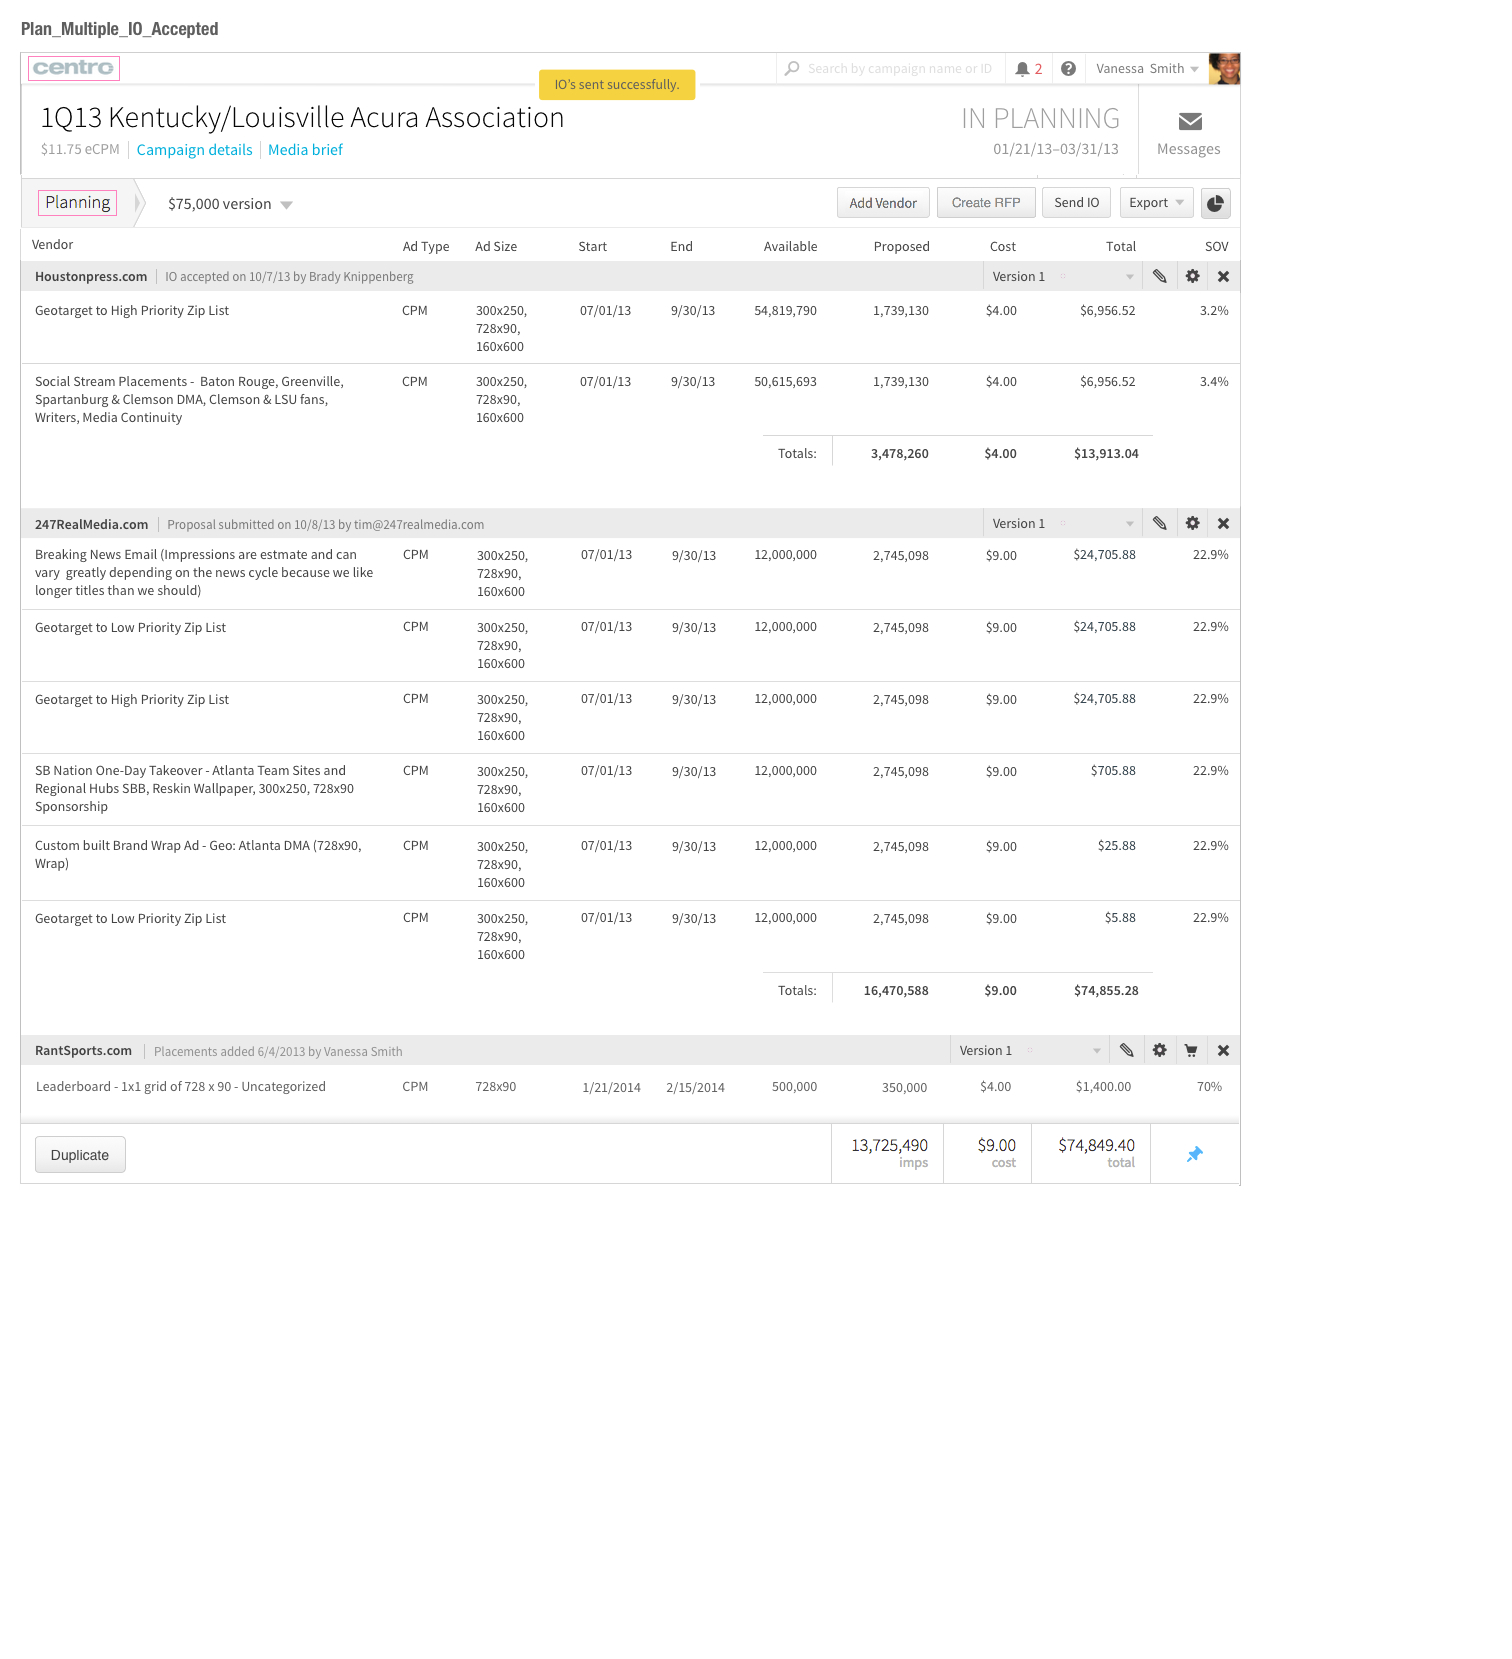 Plan_Multiple_IO_Accepted
centro
IO's sent successfully.
Search by campaign name or ID
2
?
Vanessa Smith
1Q13 Kentucky/Louisville Acura Association
IN PLANNING
$11.75 eCPM Campaign details Media brief
01/21/13–03/31/13
Messages
Planning
$75,000 version
Add Vendor
Create RFP
Send IO
Export
Vendor Ad Type Ad Size Start End Available Proposed Cost Total SOV
Houstonpress.com IO accepted on 10/7/13 by Brady Knippenberg Version 1
Geotarget to High Priority Zip List CPM 300x250, 07/01/13 9/30/13 54,819,790 1,739,130 $4.00 $6,956.52 3.2%
728x90,
160x600
Social Stream Placements - Baton Rouge, Greenville, CPM 300x250, 07/01/13 9/30/13 50,615,693 1,739,130 $4.00 $6,956.52 3.4%
Spartanburg & Clemson DMA, Clemson & LSU fans, 728x90,
Writers, Media Continuity 160x600
Totals: 3,478,260 $4.00 $13,913.04
247RealMedia.com Proposal submitted on 10/8/13 by tim@247realmedia.com Version 1
Breaking News Email (Impressions are estmate and can CPM 300x250, 07/01/13 9/30/13 12,000,000 2,745,098 $9.00 $24,705.88 22.9%
vary greatly depending on the news cycle because we like 728x90,
longer titles than we should) 160x600
Geotarget to Low Priority Zip List CPM 300x250, 07/01/13 9/30/13 12,000,000 2,745,098 $9.00 $24,705.88 22.9%
728x90,
160x600
Geotarget to High Priority Zip List CPM 300x250, 07/01/13 9/30/13 12,000,000 2,745,098 $9.00 $24,705.88 22.9%
728x90,
160x600
SB Nation One-Day Takeover - Atlanta Team Sites and CPM 300x250, 07/01/13 9/30/13 12,000,000 2,745,098 $9.00 $705.88 22.9%
Regional Hubs SBB, Reskin Wallpaper, 300x250, 728x90 728x90,
Sponsorship 160x600
Custom built Brand Wrap Ad - Geo: Atlanta DMA (728x90, CPM 300x250, 07/01/13 9/30/13 12,000,000 2,745,098 $9.00 $25.88 22.9%
Wrap) 728x90,
160x600
Geotarget to Low Priority Zip List CPM 300x250, 07/01/13 9/30/13 12,000,000 2,745,098 $9.00 $5.88 22.9%
728x90,
160x600
Totals: 16,470,588 $9.00 $74,855.28
RantSports.com Placements added 6/4/2013 by Vanessa Smith Version 1
Leaderboard - 1x1 grid of 728 x 90 - Uncategorized CPM 728x90 1/21/2014 2/15/2014 500,000 350,000 $4.00 $1,400.00 70%
Duplicate
13,725,490 $9.00 $74,849.40
imps cost total